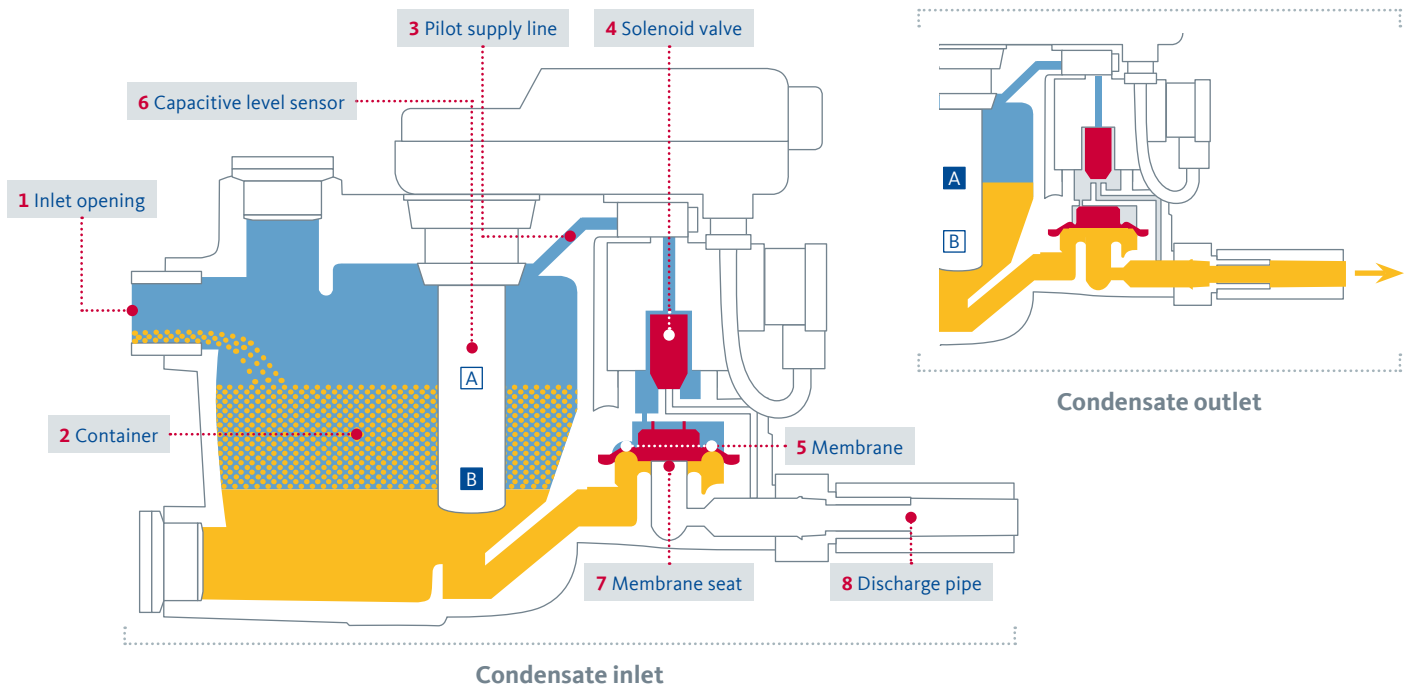 3 Pilot supply line
4 Solenoid valve
6 Capacitive level sensor
1 Inlet opening
A
B
A
2 Container
5 Membrane
B
Condensate outlet
7 Membrane seat
8 Discharge pipe
Condensate inlet